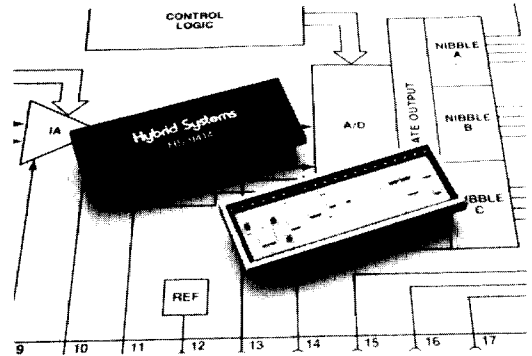 CONTROL
LOGIC
NIBBLE
A
IA
Hybrid Systems
A/D
ATE OUTPUT
NIBBLE
B
IBBLE
C
REF
9 10 11 12 13 14 15 16 17